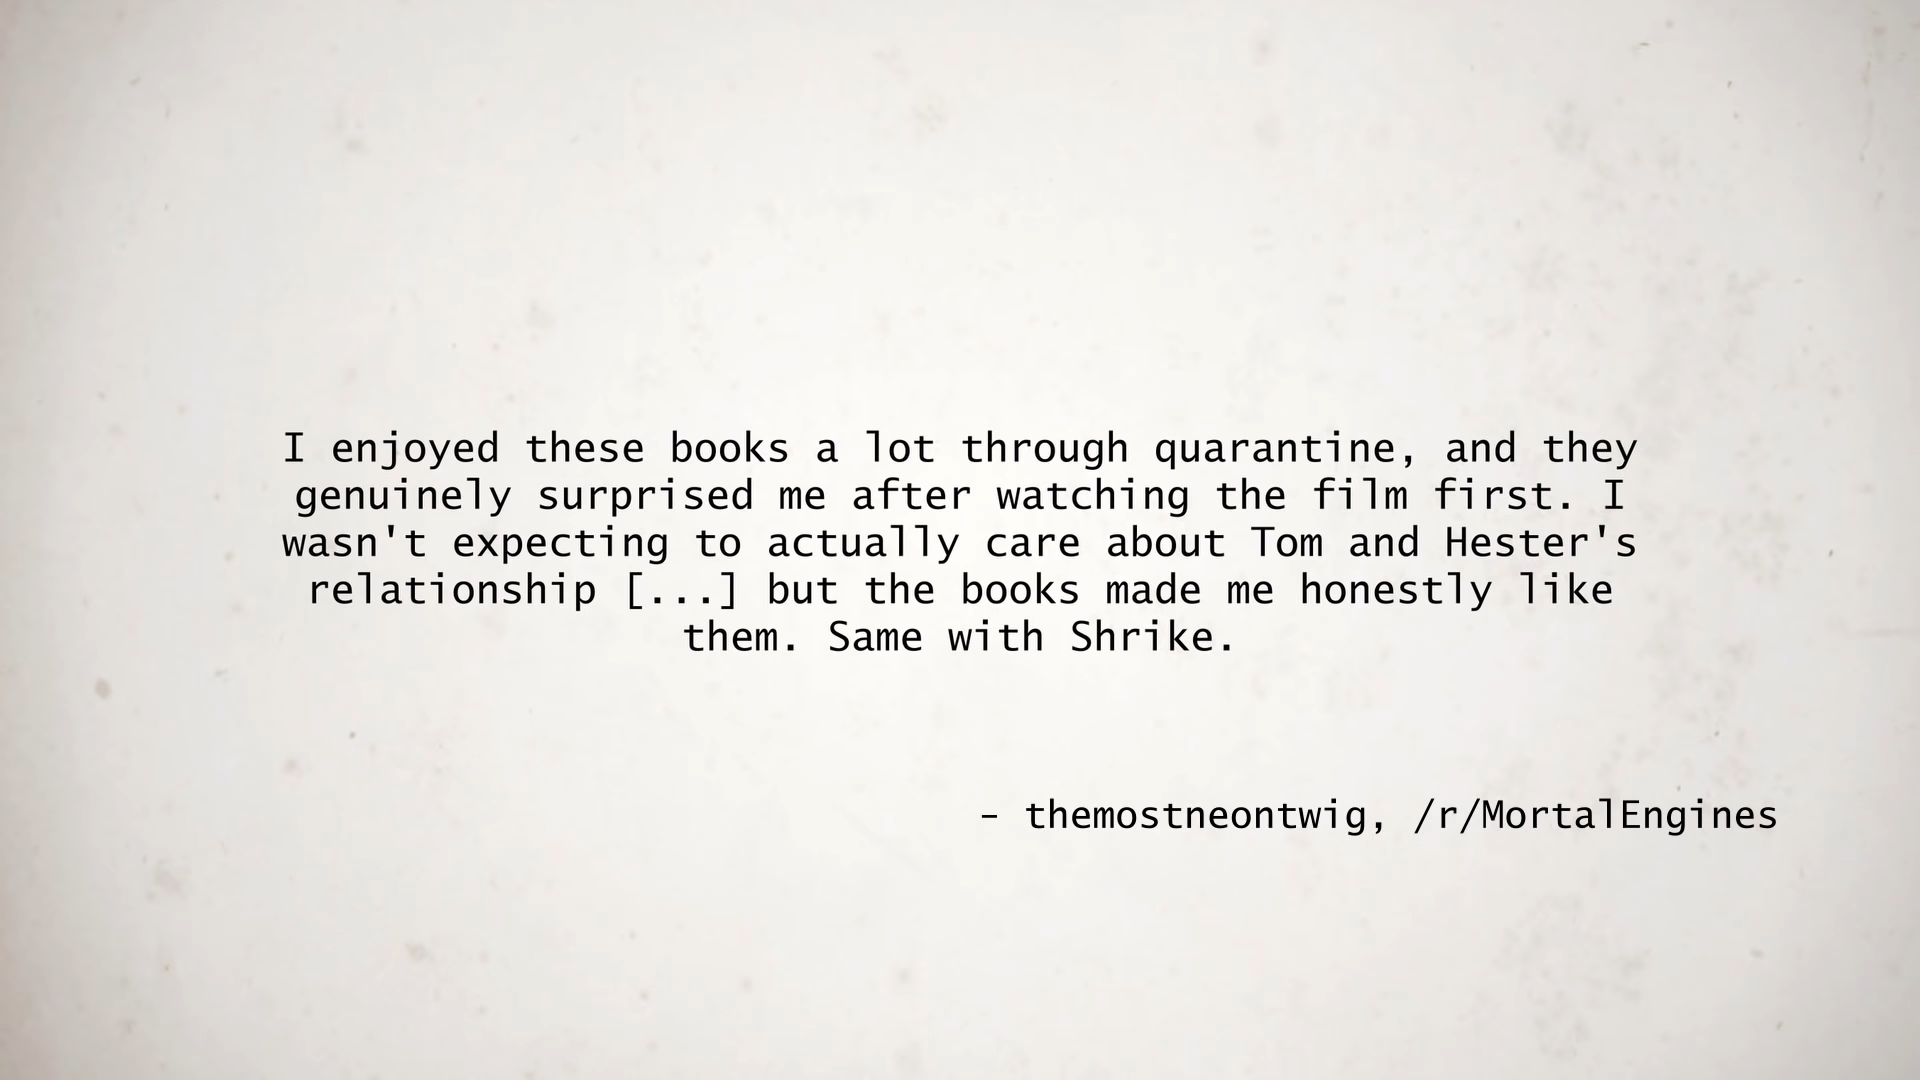 I enjoyed these books a lot through quarantine, and they
genuinely surprised me after watching the film first. I
wasn't expecting to actually care about Tom and Hester's
relationship [...] but the books made me honestly like
them. Same with Shrike.
- themostneontwig, /r/MortalEngines